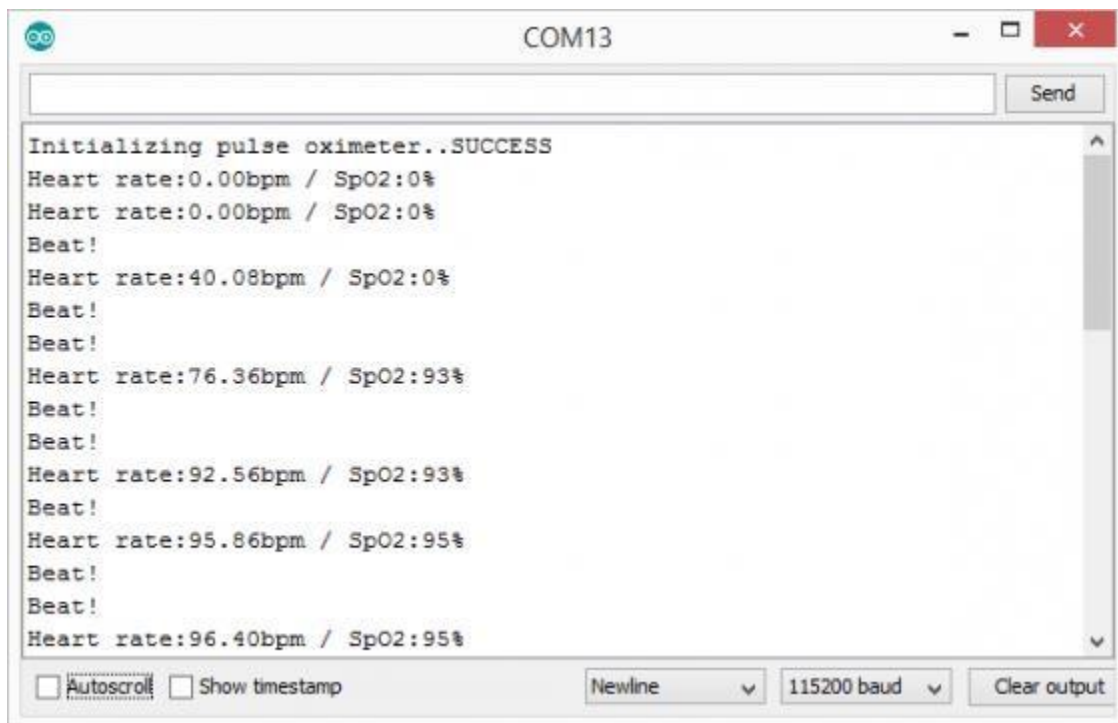 COM13
Send
Initializing pulse oximeter..SUCCESS
Heart rate:0.00bpm / SpO2:0%
Heart rate:0.00bpm / SpO2:0%
Beat!
Heart rate:40.08bpm / SpO2:0%
Beat!
Beat!
Heart rate:76.36bpm / SpO2:93%
Beat!
Beat!
Heart rate:92.56bpm / SpO2:93%
Beat!
Heart rate:95.86bpm / SpO2:95%
Beat!
Beat!
Heart rate:96.40bpm / SpO2:95%
Autoscroll Show timestamp Newline 115200 baud Clear output